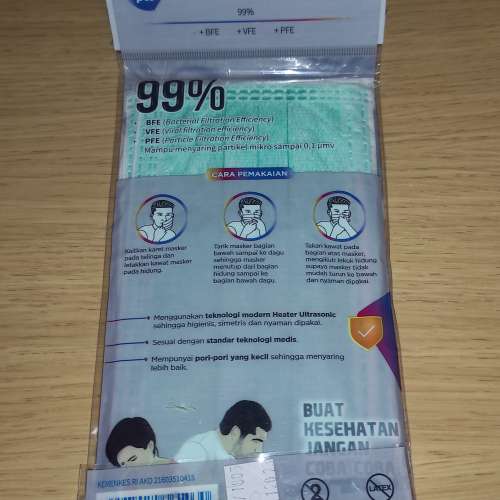 99%
+ BFE + VFE + PFE
99%
BFE (Bacterial Filtration Efficiency)
VFE (Viral filtration efficiency)
PFE (Particle Filtration Efficiency)
Mampu menyaring partikel mikro sampai 0,1 µmv
CARA PEMAKAIAN
Kaitkan karet masker
pada telinga dan
letakkan kawat masker
pada hidung.
Tarik masker bagian
bawah sampai ke dagu
sehingga masker
menutup dari bagian
hidung sampai ke
bagian bawah dagu.
Tekan kawat pada
bagian atas masker,
mengikuti lekuk hidung
supaya masker tidak
mudah turun ke bawah
dan nyaman dipakai.
Menggunakan teknologi modern Heater Ultrasonic
sehingga higienis, simetris dan nyaman dipakai.
Sesuai dengan standar teknologi medis.
Mempunyai pori-pori yang kecil sehingga menyaring
lebih baik.
BUAT
KESEHATAN
JANGAN
COBA COBA
KEMENKES RI AKD 21603510415
2
LATEX